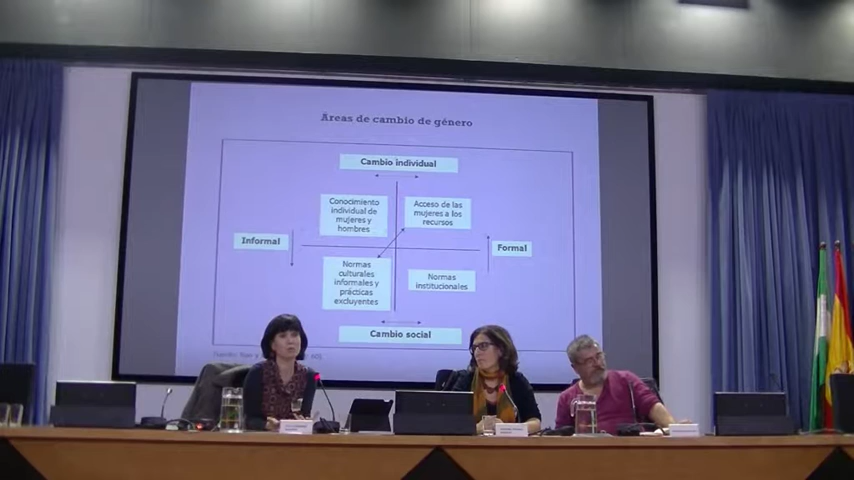 Áreas de cambio de género
Cambio individual
Conocimiento
individual de
mujeres y
hombres
Acceso de las
mujeres a los
recursos
Informal
Formal
Normas
culturales
informales y
prácticas
excluyentes
Normas
institucionales
Cambio social